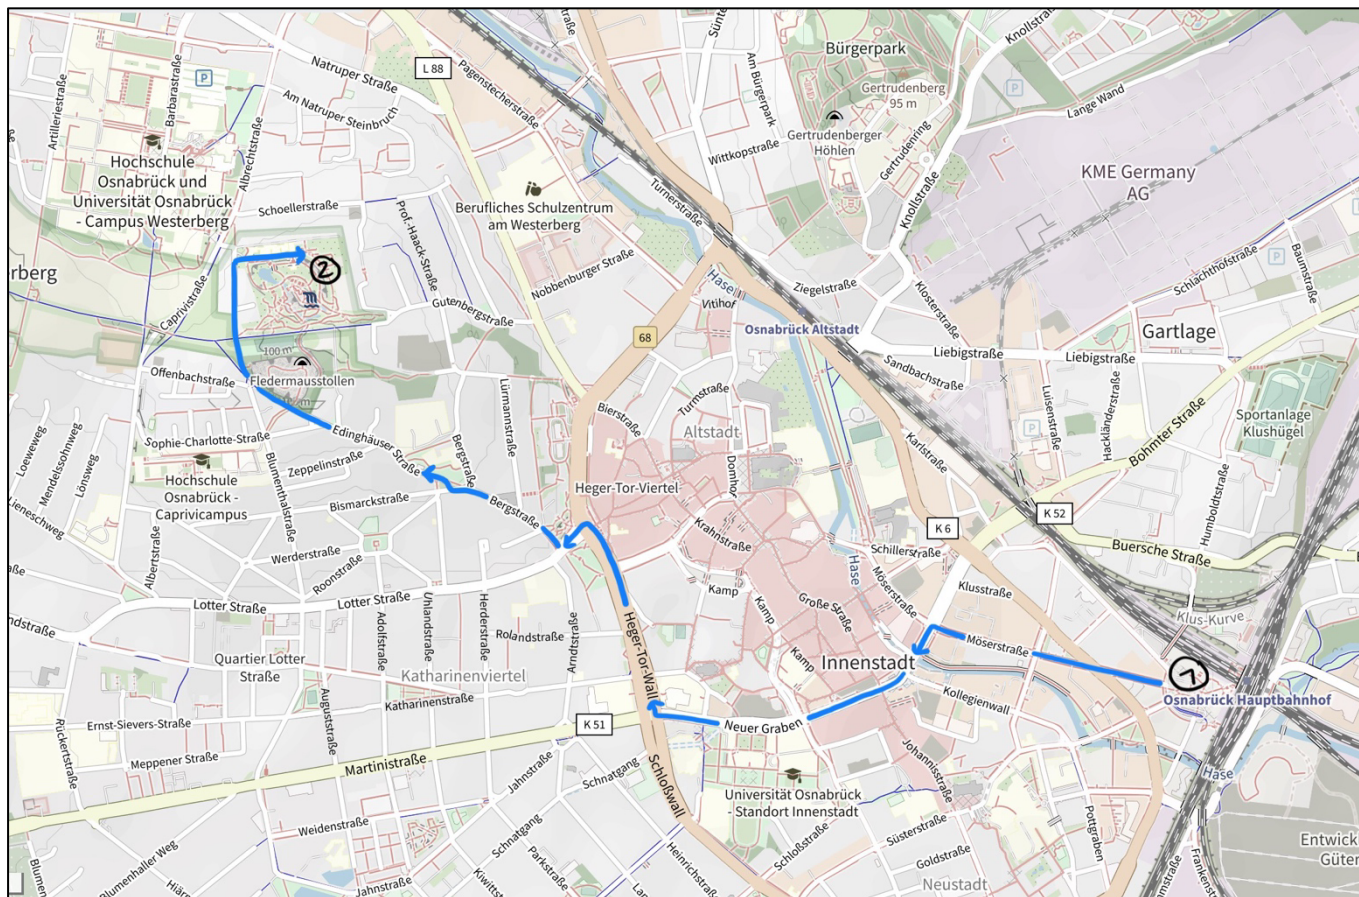 L 88
Natruper Straße
Am Natruper Steinbruch
Artilleriestraße
Barbarastraße
Albrechtstraße
P
Hochschule
Osnabrück und
Universität Osnabrück
- Campus Westerberg
Schoellerstraße
Prof.-Haack-Straße
Pagenstecherstraße
Berufliches Schulzentrum
am Westerberg
Turnerstraße
Wittkopstraße
Am Bürgerpark
Bürgerpark
Gertrudenberg
95 m
Gertrudenberger
Höhlen
Gertrudenring
Knollstraße
Knollstraße
P
Lange Wand
KME Germany
AG
Schlachthofstraße
P
Baumstraße
erberg
Caprivistraße
2
Gutenbergstraße
Nobbenburger Straße
Hase
Vitihof
Ziegelstraße
Klosterstraße
Osnabrück Altstadt
Gartlage
Liebigstraße
Liebigstraße
Sandbachstraße
68
100 m
Fledermausstollen
Offenbachstraße
Lürmannstraße
Bierstraße
Turmstraße
Altstadt
Domhof
Karlstraße
Luisenstraße
P
Hackländerstraße
Bohmter Straße
Sportanlage
Klushügel
Humboldtstraße
Loeweweg
Mendelssohnweg
Lönsweg
Lieneschweg
Sophie-Charlotte-Straße
Edinghäuser Straße
Zeppelinstraße
Bergstraße
Hochschule
Osnabrück -
Caprivicampus
Blumenthalstraße
Bismarckstraße
Bergstraße
Heger-Tor-Viertel
Krahnstraße
K 6
K 52
Buersche Straße
Schillerstraße
Hase
Möserstraße
Klusstraße
Klus-Kurve
Albertstraße
Werderstraße
Roonstraße
Lotter Straße
Lotter Straße
Adolfstraße
Uhlandstraße
Herderstraße
Rolandstraße
Arndtstraße
Heger-Tor-Wall
Kamp
Kamp
Große Straße
Möserstraße
1
Osnabrück Hauptbahnhof
Innenstadt
Kamp
Kollegienwall
Quartier Lotter
Straße
Katharinenviertel
Katharinenstraße
Auguststraße
Ernst-Sievers-Straße
Meppener Straße
Rückertstraße
K 51
Neuer Graben
Martinistraße
Schloßwall
Johannisstraße
Hase
Jahnstraße
Schnatgang
Universität Osnabrück
- Standort Innenstadt
Weidenstraße
Schnatgang
Schloßstraße
Süsterstraße
Pottgraben
Goldstraße
Neustadt
Blumenhaller Weg
Jahnstraße
Parkstraße
Heinrichstraße
Entwick
Güten